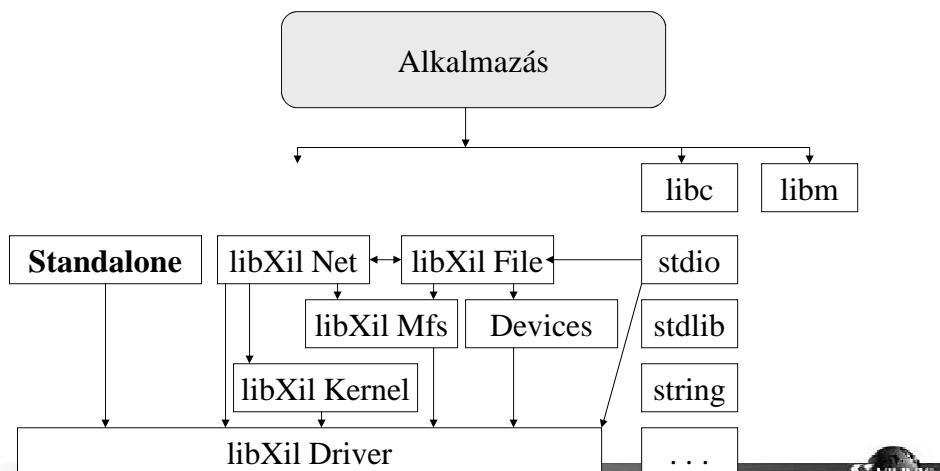 Alkalmazás
libc
libm
Standalone
libXil Net
libXil File
stdio
libXil Mfs
Devices
stdlib
libXil Kernel
string
libXil Driver
. . .